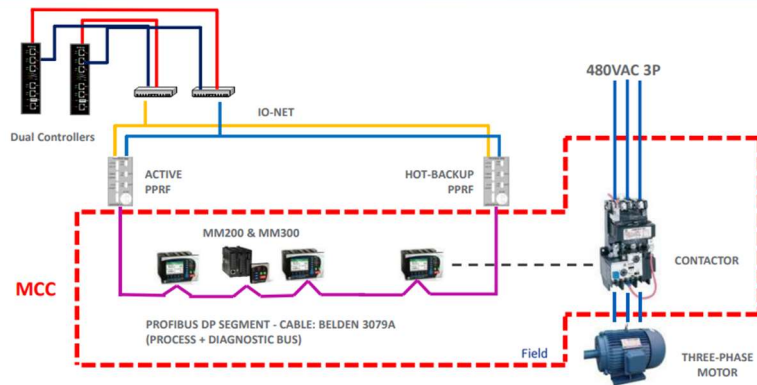 480VAC 3P
Dual Controllers
IO-NET
ACTIVE
PPRF
HOT-BACKUP
PPRF
MM200 & MM300
CONTACTOR
MCC
PROFIBUS DP SEGMENT - CABLE: BELDEN 3079A
(PROCESS + DIAGNOSTIC BUS)
Field
THREE-PHASE
MOTOR